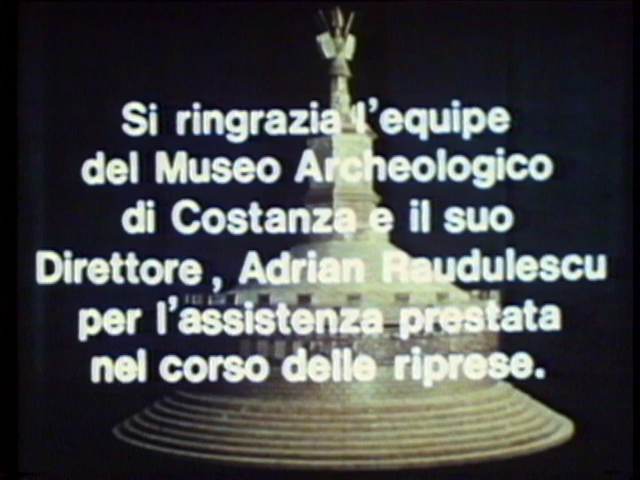 Si ringrazia l'equipe
del Museo Archeologico
di Costanza e il suo
Direttore, Adrian Raudulescu
per l'assistenza prestata
nel corso delle riprese.